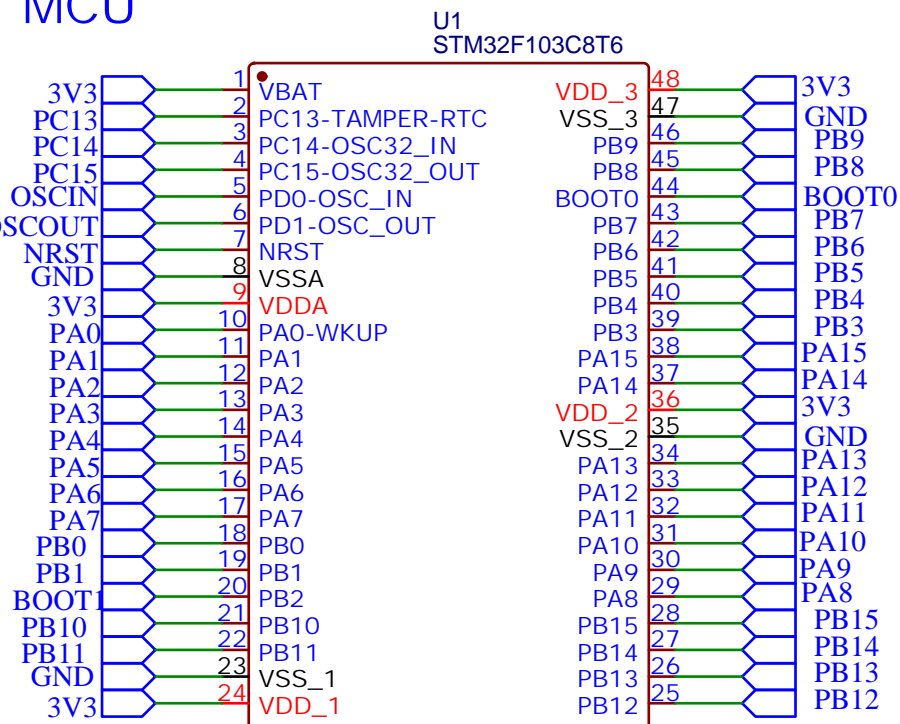 MCU
U1
STM32F103C8T6
3V3 1 VBAT VDD_3 48 3V3
PC13 2 PC13-TAMPER-RTC VSS_3 47 GND
PC14 3 PC14-OSC32_IN PB9 46 PB9
PC15 4 PC15-OSC32_OUT PB8 45 PB8
OSCIN 5 PD0-OSC_IN BOOT0 44 BOOT0
OSCOUT 6 PD1-OSC_OUT PB7 43 PB7
NRST 7 NRST PB6 42 PB6
GND 8 VSSA PB5 41 PB5
3V3 9 VDDA PB4 40 PB4
PA0 10 PA0-WKUP PB3 39 PB3
PA1 11 PA1 PA15 38 PA15
PA2 12 PA2 PA14 37 PA14
PA3 13 PA3 VDD_2 36 3V3
PA4 14 PA4 VSS_2 35 GND
PA5 15 PA5 PA13 34 PA13
PA6 16 PA6 PA12 33 PA12
PA7 17 PA7 PA11 32 PA11
PB0 18 PB0 PA10 31 PA10
PB1 19 PB1 PA9 30 PA9
BOOT1 20 PB2 PA8 29 PA8
PB10 21 PB10 PB15 28 PB15
PB11 22 PB11 PB14 27 PB14
GND 23 VSS_1 PB13 26 PB13
3V3 24 VDD_1 PB12 25 PB12